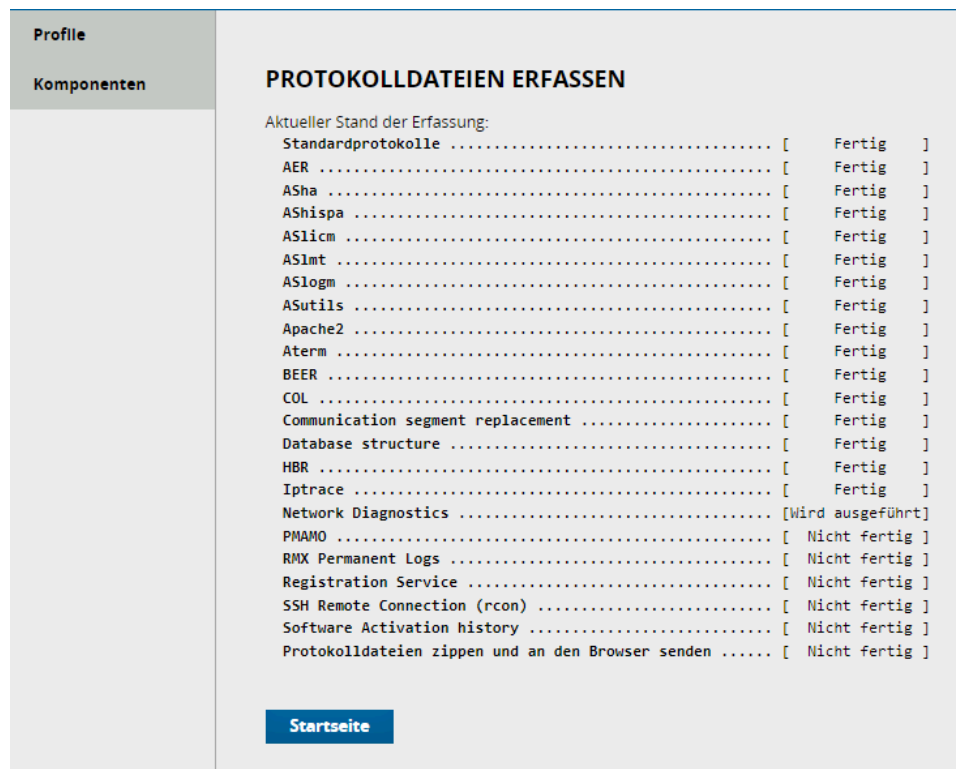 Profile
Komponenten
PROTOKOLLDATEIEN ERFASSEN
Aktueller Stand der Erfassung:
Standardprotokolle ..................................... [ Fertig ]
AER .................................................... [ Fertig ]
ASha ................................................... [ Fertig ]
AShispa ................................................ [ Fertig ]
ASlicm ................................................. [ Fertig ]
ASlmt .................................................. [ Fertig ]
ASlogm ................................................. [ Fertig ]
ASutils ................................................ [ Fertig ]
Apache2 ................................................ [ Fertig ]
Aterm .................................................. [ Fertig ]
BEER ................................................... [ Fertig ]
COL .................................................... [ Fertig ]
Communication segment replacement ...................... [ Fertig ]
Database structure ..................................... [ Fertig ]
HBR .................................................... [ Fertig ]
Iptrace ................................................ [ Fertig ]
Network Diagnostics .................................... [Wird ausgeführt]
PMAMO .................................................. [ Nicht fertig ]
RMX Permanent Logs ..................................... [ Nicht fertig ]
Registration Service ................................... [ Nicht fertig ]
SSH Remote Connection (rcon) ........................... [ Nicht fertig ]
Software Activation history ............................ [ Nicht fertig ]
Protokolldateien zippen und an den Browser senden ...... [ Nicht fertig ]
Startseite